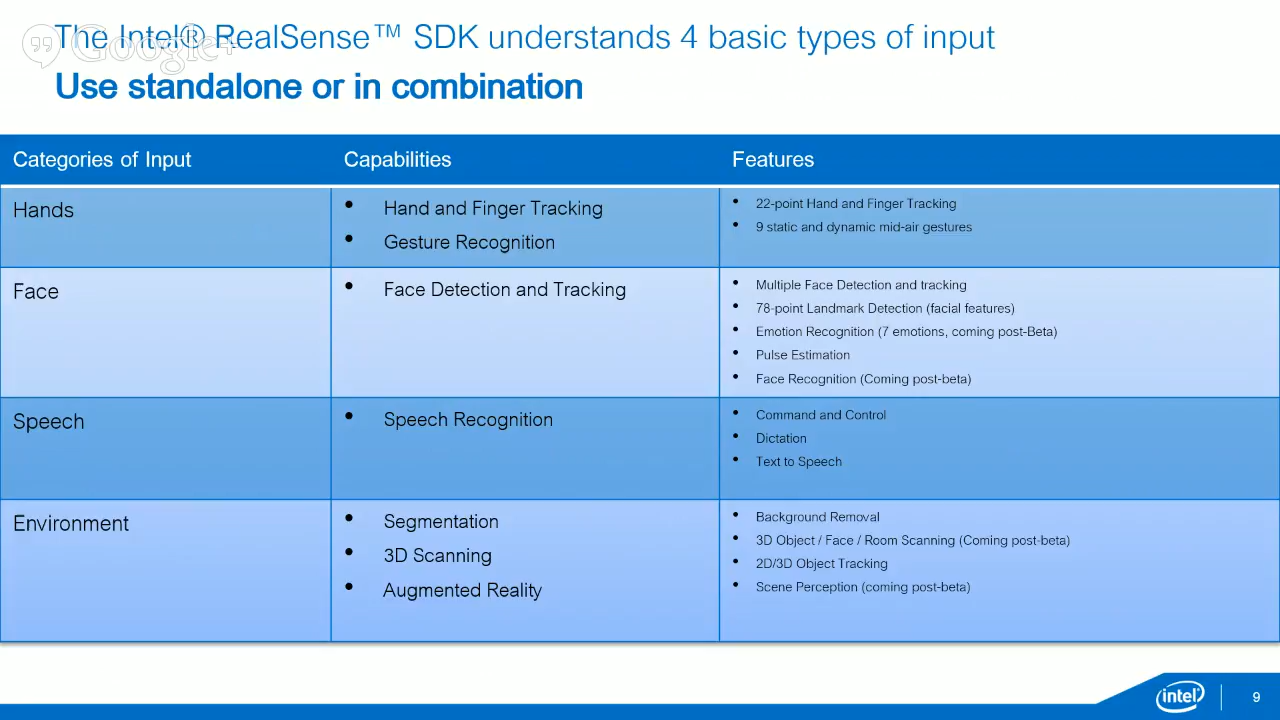 The Intel® RealSense™ SDK understands 4 basic types of input
Google+
Use standalone or in combination
Categories of Input
Capabilities
Features
Hands
• Hand and Finger Tracking
• Gesture Recognition
• 22-point Hand and Finger Tracking
• 9 static and dynamic mid-air gestures
Face
• Face Detection and Tracking
• Multiple Face Detection and tracking
• 78-point Landmark Detection (facial features)
• Emotion Recognition (7 emotions, coming post-Beta)
• Pulse Estimation
• Face Recognition (Coming post-beta)
Speech
• Speech Recognition
• Command and Control
• Dictation
• Text to Speech
Environment
• Segmentation
• 3D Scanning
• Augmented Reality
• Background Removal
• 3D Object / Face / Room Scanning (Coming post-beta)
• 2D/3D Object Tracking
• Scene Perception (coming post-beta)
intel
9